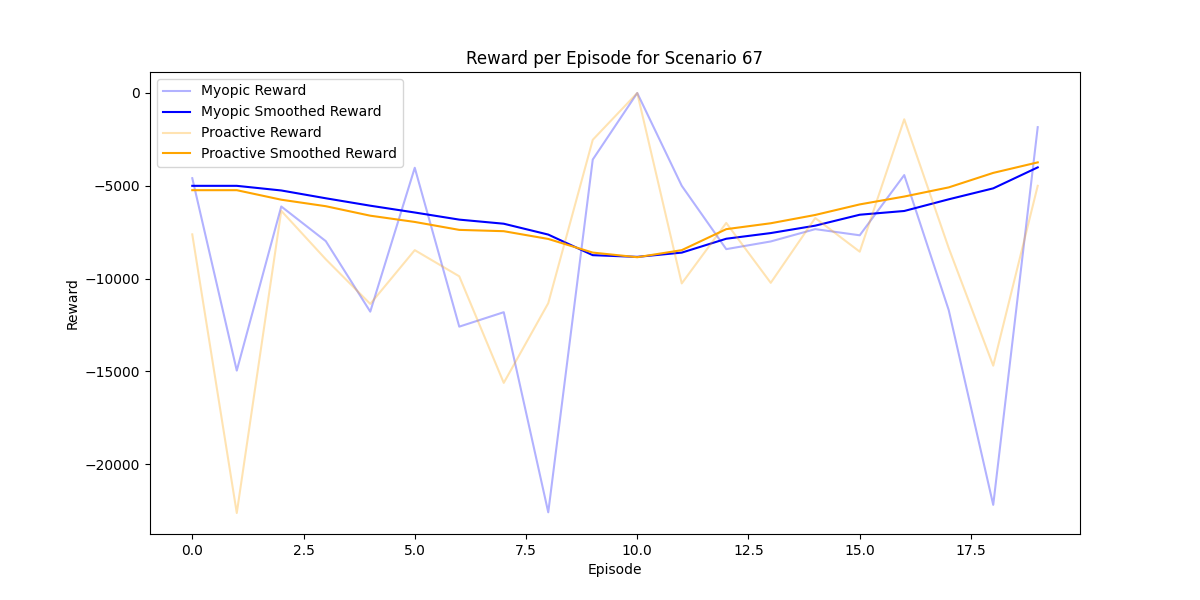 Reward per Episode for Scenario 67
Myopic Reward
Myopic Smoothed Reward
Proactive Reward
Proactive Smoothed Reward
0
−5000
−10000
−15000
−20000
Reward
0.0 2.5 5.0 7.5 10.0 12.5 15.0 17.5
Episode